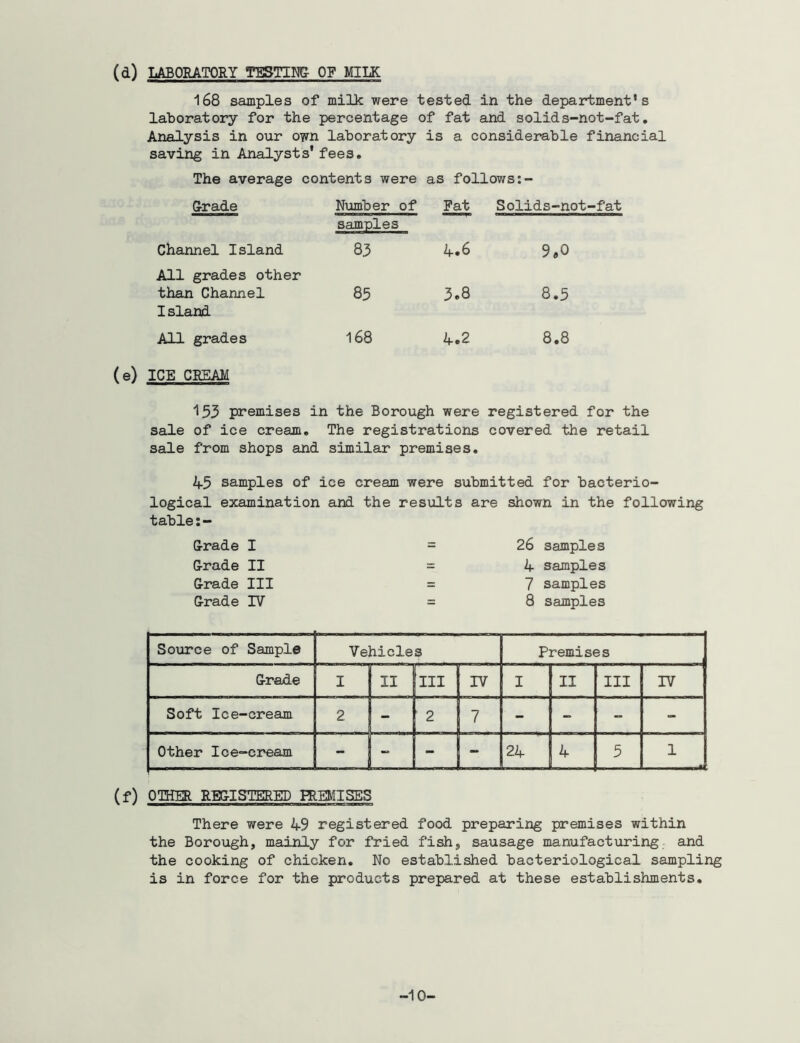 (d) LABORATORY TESTING OF MILK
168 samples of milk were tested in the department's
laboratory for the percentage of fat and solids-not-fat.
Analysis in our own laboratory is a considerable financial
saving in Analysts' fees.
The average contents were as follows:-
Grade Number of samples Fat Solids-not-fat
Channel Island 83 4.6 9.0
All grades other
than Channel 85 3.8 8.5
Island
All grades 168 4.2 8.8
(e) ICE CREAM
153 premises in the Borough were registered for the
sale of ice cream. The registrations covered the retail
sale from shops and similar premises.
45 samples of ice cream were submitted for bacterio-
logical examination and the results are shown in the following
table:-
Grade I = 26 samples
Grade II = 4 samples
Grade III = 7 samples
Grade IV = 8 samples
Source of Sample Vehicles Premises
Grade I II III IV I II III IV
Soft Ice-cream 2 - 2 7 - - - -
Other Ice-cream - - - - 24 4 5 1
(f) OTHER REGISTERED PREMISES
There were 49 registered food preparing premises within
the Borough, mainly for fried fish, sausage manufacturing and
the cooking of chicken. No established bacteriological sampling
is in force for the products prepared at these establishments.
-10-